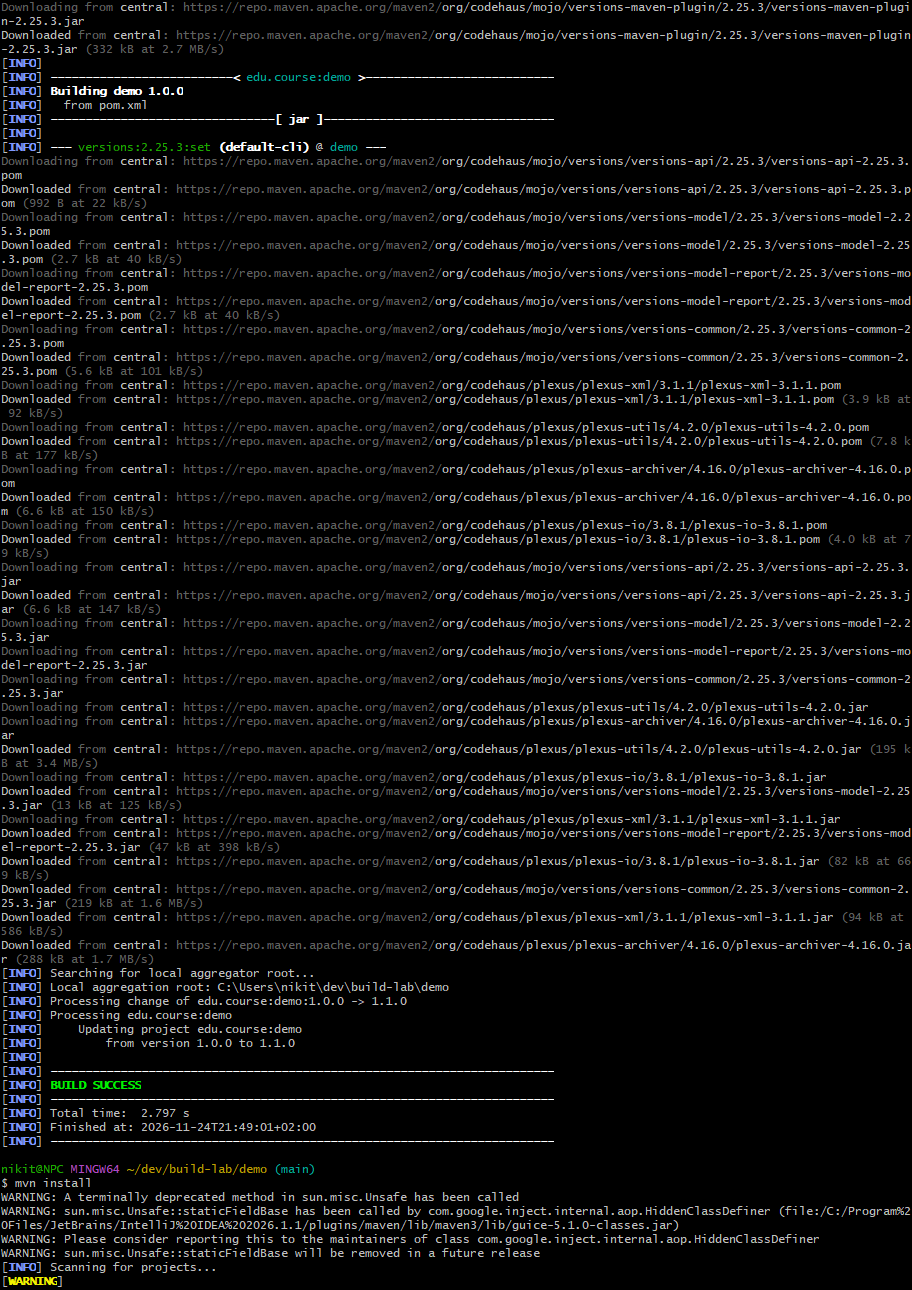 Downloading from central: https://repo.maven.apache.org/maven2/org/codehaus/mojo/versions-maven-plugin/2.25.3/versions-maven-plugi
n-2.25.3.jar
Downloaded from central: https://repo.maven.apache.org/maven2/org/codehaus/mojo/versions-maven-plugin/2.25.3/versions-maven-plugin
-2.25.3.jar (332 kB at 2.7 MB/s)
[INFO]
[INFO] --------------------------< edu.course:demo >---------------------------
[INFO] Building demo 1.0.0
[INFO]   from pom.xml
[INFO] --------------------------------[ jar ]---------------------------------
[INFO]
[INFO] --- versions:2.25.3:set (default-cli) @ demo ---
Downloading from central: https://repo.maven.apache.org/maven2/org/codehaus/mojo/versions/versions-api/2.25.3/versions-api-2.25.3.
pom
Downloaded from central: https://repo.maven.apache.org/maven2/org/codehaus/mojo/versions/versions-api/2.25.3/versions-api-2.25.3.p
om (992 B at 22 kB/s)
Downloading from central: https://repo.maven.apache.org/maven2/org/codehaus/mojo/versions/versions-model/2.25.3/versions-model-2.2
5.3.pom
Downloaded from central: https://repo.maven.apache.org/maven2/org/codehaus/mojo/versions/versions-model/2.25.3/versions-model-2.25
.3.pom (2.7 kB at 40 kB/s)
Downloading from central: https://repo.maven.apache.org/maven2/org/codehaus/mojo/versions/versions-model-report/2.25.3/versions-mo
del-report-2.25.3.pom
Downloaded from central: https://repo.maven.apache.org/maven2/org/codehaus/mojo/versions/versions-model-report/2.25.3/versions-mod
el-report-2.25.3.pom (2.7 kB at 40 kB/s)
Downloading from central: https://repo.maven.apache.org/maven2/org/codehaus/mojo/versions/versions-common/2.25.3/versions-common-2
.25.3.pom
Downloaded from central: https://repo.maven.apache.org/maven2/org/codehaus/mojo/versions/versions-common/2.25.3/versions-common-2.
25.3.pom (5.6 kB at 101 kB/s)
Downloading from central: https://repo.maven.apache.org/maven2/org/codehaus/plexus/plexus-xml/3.1.1/plexus-xml-3.1.1.pom
Downloaded from central: https://repo.maven.apache.org/maven2/org/codehaus/plexus/plexus-xml/3.1.1/plexus-xml-3.1.1.pom (3.9 kB at
 92 kB/s)
Downloading from central: https://repo.maven.apache.org/maven2/org/codehaus/plexus/plexus-utils/4.2.0/plexus-utils-4.2.0.pom
Downloaded from central: https://repo.maven.apache.org/maven2/org/codehaus/plexus/plexus-utils/4.2.0/plexus-utils-4.2.0.pom (7.8 k
B at 177 kB/s)
Downloading from central: https://repo.maven.apache.org/maven2/org/codehaus/plexus/plexus-archiver/4.16.0/plexus-archiver-4.16.0.p
om
Downloaded from central: https://repo.maven.apache.org/maven2/org/codehaus/plexus/plexus-archiver/4.16.0/plexus-archiver-4.16.0.po
m (6.6 kB at 150 kB/s)
Downloading from central: https://repo.maven.apache.org/maven2/org/codehaus/plexus/plexus-io/3.8.1/plexus-io-3.8.1.pom
Downloaded from central: https://repo.maven.apache.org/maven2/org/codehaus/plexus/plexus-io/3.8.1/plexus-io-3.8.1.pom (4.0 kB at 7
9 kB/s)
Downloading from central: https://repo.maven.apache.org/maven2/org/codehaus/mojo/versions/versions-api/2.25.3/versions-api-2.25.3.
jar
Downloaded from central: https://repo.maven.apache.org/maven2/org/codehaus/mojo/versions/versions-api/2.25.3/versions-api-2.25.3.j
ar (6.6 kB at 147 kB/s)
Downloading from central: https://repo.maven.apache.org/maven2/org/codehaus/mojo/versions/versions-model/2.25.3/versions-model-2.2
5.3.jar
Downloading from central: https://repo.maven.apache.org/maven2/org/codehaus/mojo/versions/versions-model-report/2.25.3/versions-mo
del-report-2.25.3.jar
Downloading from central: https://repo.maven.apache.org/maven2/org/codehaus/mojo/versions/versions-common/2.25.3/versions-common-2
.25.3.jar
Downloading from central: https://repo.maven.apache.org/maven2/org/codehaus/plexus/plexus-utils/4.2.0/plexus-utils-4.2.0.jar
Downloading from central: https://repo.maven.apache.org/maven2/org/codehaus/plexus/plexus-archiver/4.16.0/plexus-archiver-4.16.0.j
ar
Downloaded from central: https://repo.maven.apache.org/maven2/org/codehaus/plexus/plexus-utils/4.2.0/plexus-utils-4.2.0.jar (195 k
B at 3.4 MB/s)
Downloading from central: https://repo.maven.apache.org/maven2/org/codehaus/plexus/plexus-io/3.8.1/plexus-io-3.8.1.jar
Downloaded from central: https://repo.maven.apache.org/maven2/org/codehaus/mojo/versions/versions-model/2.25.3/versions-model-2.25
.3.jar (13 kB at 125 kB/s)
Downloading from central: https://repo.maven.apache.org/maven2/org/codehaus/plexus/plexus-xml/3.1.1/plexus-xml-3.1.1.jar
Downloaded from central: https://repo.maven.apache.org/maven2/org/codehaus/mojo/versions/versions-model-report/2.25.3/versions-mod
el-report-2.25.3.jar (47 kB at 398 kB/s)
Downloaded from central: https://repo.maven.apache.org/maven2/org/codehaus/plexus/plexus-io/3.8.1/plexus-io-3.8.1.jar (82 kB at 66
9 kB/s)
Downloaded from central: https://repo.maven.apache.org/maven2/org/codehaus/mojo/versions/versions-common/2.25.3/versions-common-2.
25.3.jar (219 kB at 1.6 MB/s)
Downloaded from central: https://repo.maven.apache.org/maven2/org/codehaus/plexus/plexus-xml/3.1.1/plexus-xml-3.1.1.jar (94 kB at
586 kB/s)
Downloaded from central: https://repo.maven.apache.org/maven2/org/codehaus/plexus/plexus-archiver/4.16.0/plexus-archiver-4.16.0.ja
r (288 kB at 1.7 MB/s)
[INFO] Searching for local aggregator root...
[INFO] Local aggregation root: C:\Users\nikit\dev\build-lab\demo
[INFO] Processing change of edu.course:demo:1.0.0 -> 1.1.0
[INFO] Processing edu.course:demo
[INFO]     Updating project edu.course:demo
[INFO]         from version 1.0.0 to 1.1.0
[INFO]
[INFO] ------------------------------------------------------------------------
[INFO] BUILD SUCCESS
[INFO] ------------------------------------------------------------------------
[INFO] Total time:  2.797 s
[INFO] Finished at: 2026-11-24T21:49:01+02:00
[INFO] ------------------------------------------------------------------------

nikit@NPC MINGW64 ~/dev/build-lab/demo (main)
$ mvn install
WARNING: A terminally deprecated method in sun.misc.Unsafe has been called
WARNING: sun.misc.Unsafe::staticFieldBase has been called by com.google.inject.internal.aop.HiddenClassDefiner (file:/C:/Program%2
0Files/JetBrains/IntelliJ%20IDEA%202026.1.1/plugins/maven/lib/maven3/lib/guice-5.1.0-classes.jar)
WARNING: Please consider reporting this to the maintainers of class com.google.inject.internal.aop.HiddenClassDefiner
WARNING: sun.misc.Unsafe::staticFieldBase will be removed in a future release
[INFO] Scanning for projects...
[WARNING]